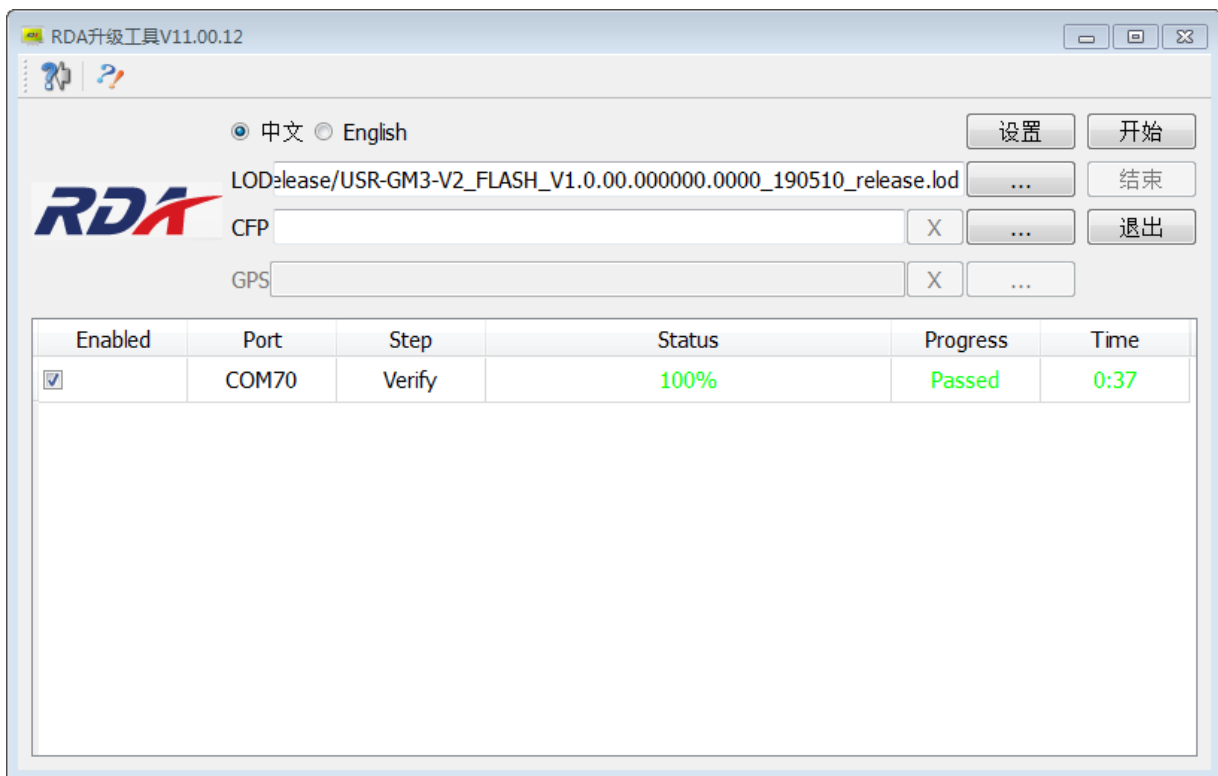 RDA升级工具V11.00.12
中文 English 设置 开始
LOD elease/USR-GM3-V2_FLASH_V1.0.00.000000.0000_190510_release.lod ... 结束
RDA CFP X ... 退出
GPS X ...
Enabled Port Step Status Progress Time
COM70 Verify 100% Passed 0:37